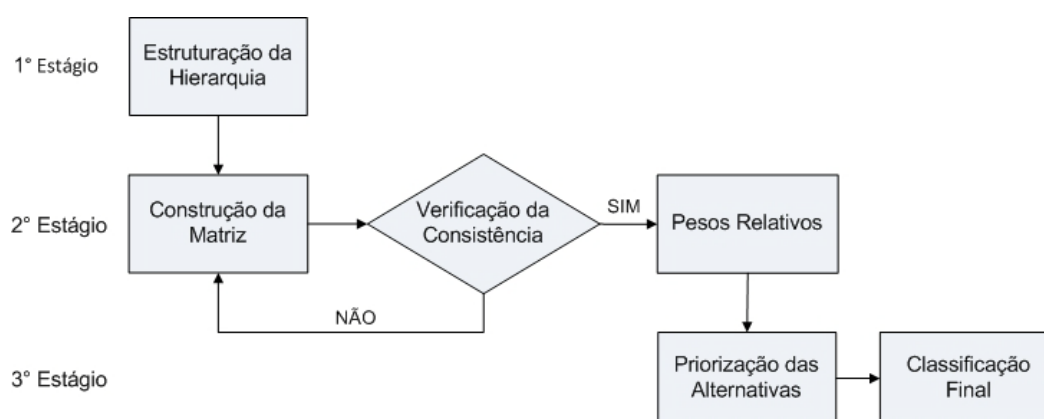 1° Estágio
Estruturação da
Hierarquia
2° Estágio
Construção da
Matriz
Verificação da
Consistência
SIM
Pesos Relativos
NÃO
3° Estágio
Priorização das
Alternativas
Classificação
Final